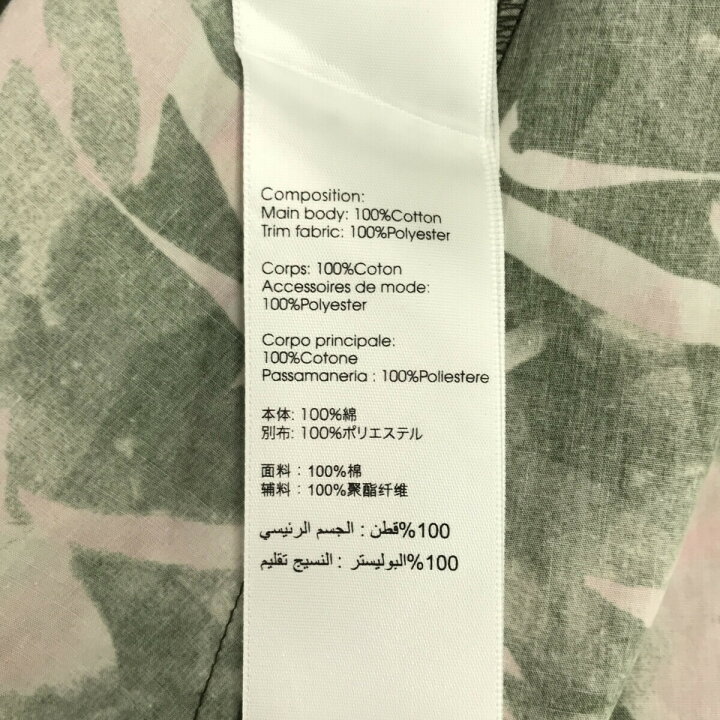 Composition:
Main body: 100%Cotton
Trim fabric: 100%Polyester
Corps: 100%Coton
Accessoires de mode:
100%Polyester
Corpo principale:
100%Cotone
Passamaneria : 100%Poliestere
本体: 100%綿
別布: 100%ポリエステル
面料：100%棉
辅料：100%聚酯纤维
100%قطن : الجسم الرئيسي
100%البوليستر : النسيج تقليم